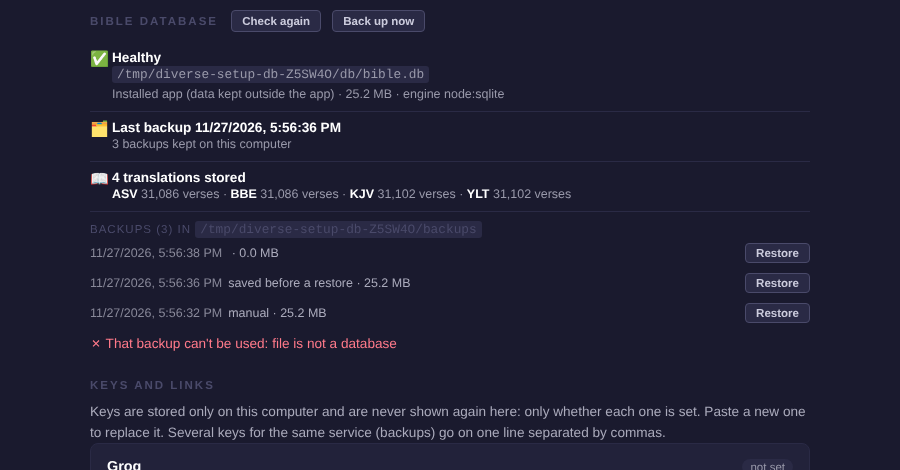 BIBLE DATABASE Check again Back up now
Healthy
/tmp/diverse-setup-db-Z5SW4O/db/bible.db
Installed app (data kept outside the app) · 25.2 MB · engine node:sqlite
Last backup 11/27/2026, 5:56:36 PM
3 backups kept on this computer
4 translations stored
ASV 31,086 verses · BBE 31,086 verses · KJV 31,102 verses · YLT 31,102 verses
BACKUPS (3) IN /tmp/diverse-setup-db-Z5SW4O/backups
11/27/2026, 5:56:38 PM · 0.0 MB Restore
11/27/2026, 5:56:36 PM saved before a restore · 25.2 MB Restore
11/27/2026, 5:56:32 PM manual · 25.2 MB Restore
✕ That backup can't be used: file is not a database
KEYS AND LINKS
Keys are stored only on this computer and are never shown again here: only whether each one is set. Paste a new one
to replace it. Several keys for the same service (backups) go on one line separated by commas.
Groq not set